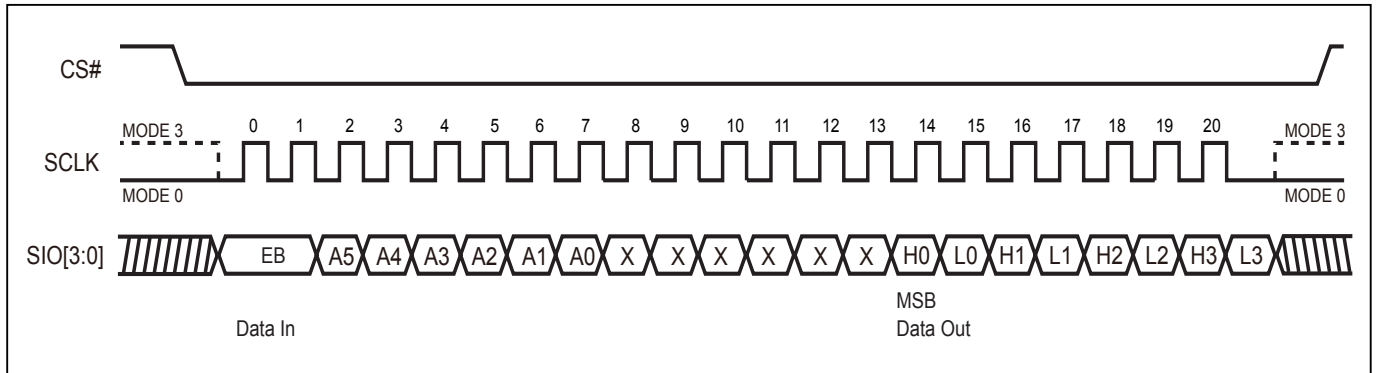 CS#
MODE 3 0 1 2 3 4 5 6 7 8 9 10 11 12 13 14 15 16 17 18 19 20 MODE 3
SCLK
MODE 0 MODE 0
SIO[3:0] EB A5 A4 A3 A2 A1 A0 X X X X X X H0 L0 H1 L1 H2 L2 H3 L3
MSB
Data In Data Out